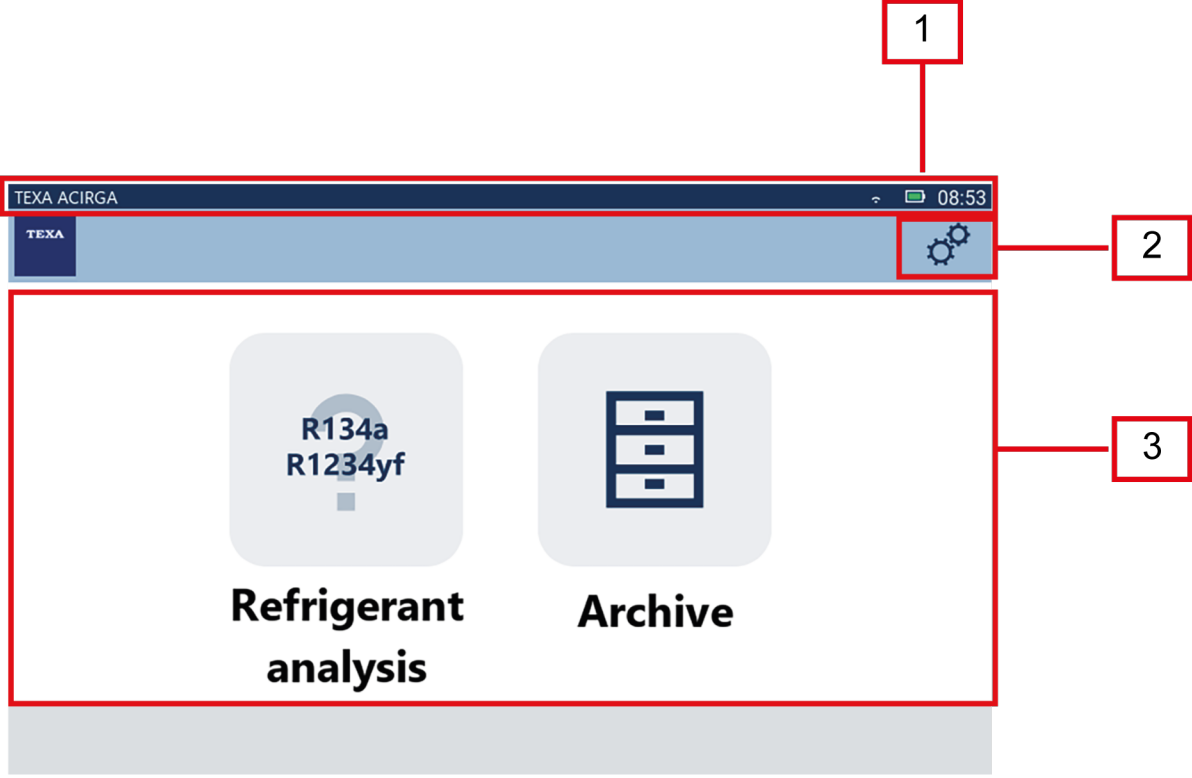 1
TEXA ACIRGA 08:53
TEXA
2
R134a
R1234yf
3
Refrigerant
analysis
Archive